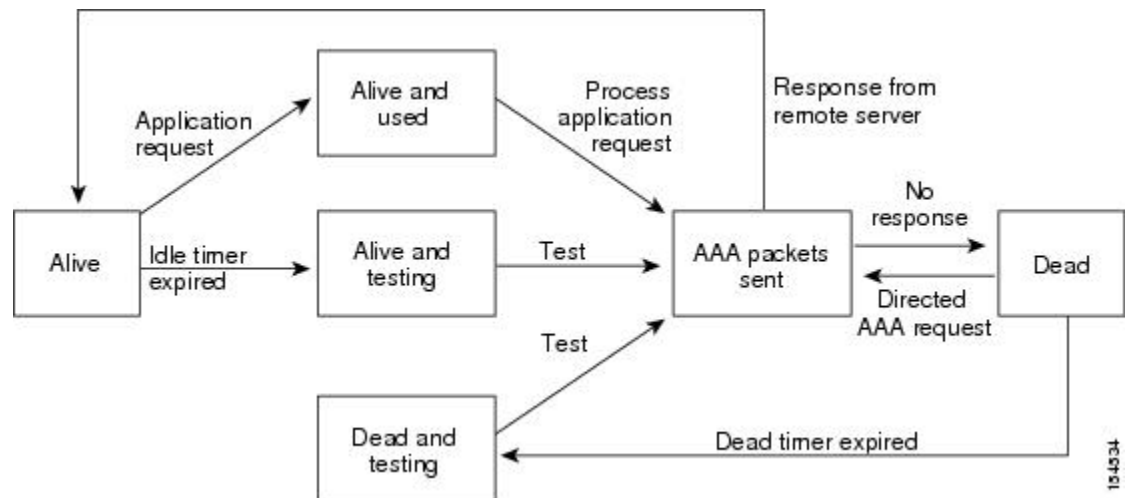 Alive and
used
Application
request
Process
application
request
Response from
remote server
Alive
Idle timer
expired
Alive and
testing
Test
AAA packets
sent
No
response
Dead
Directed
AAA request
Test
Dead and
testing
Dead timer expired
154534